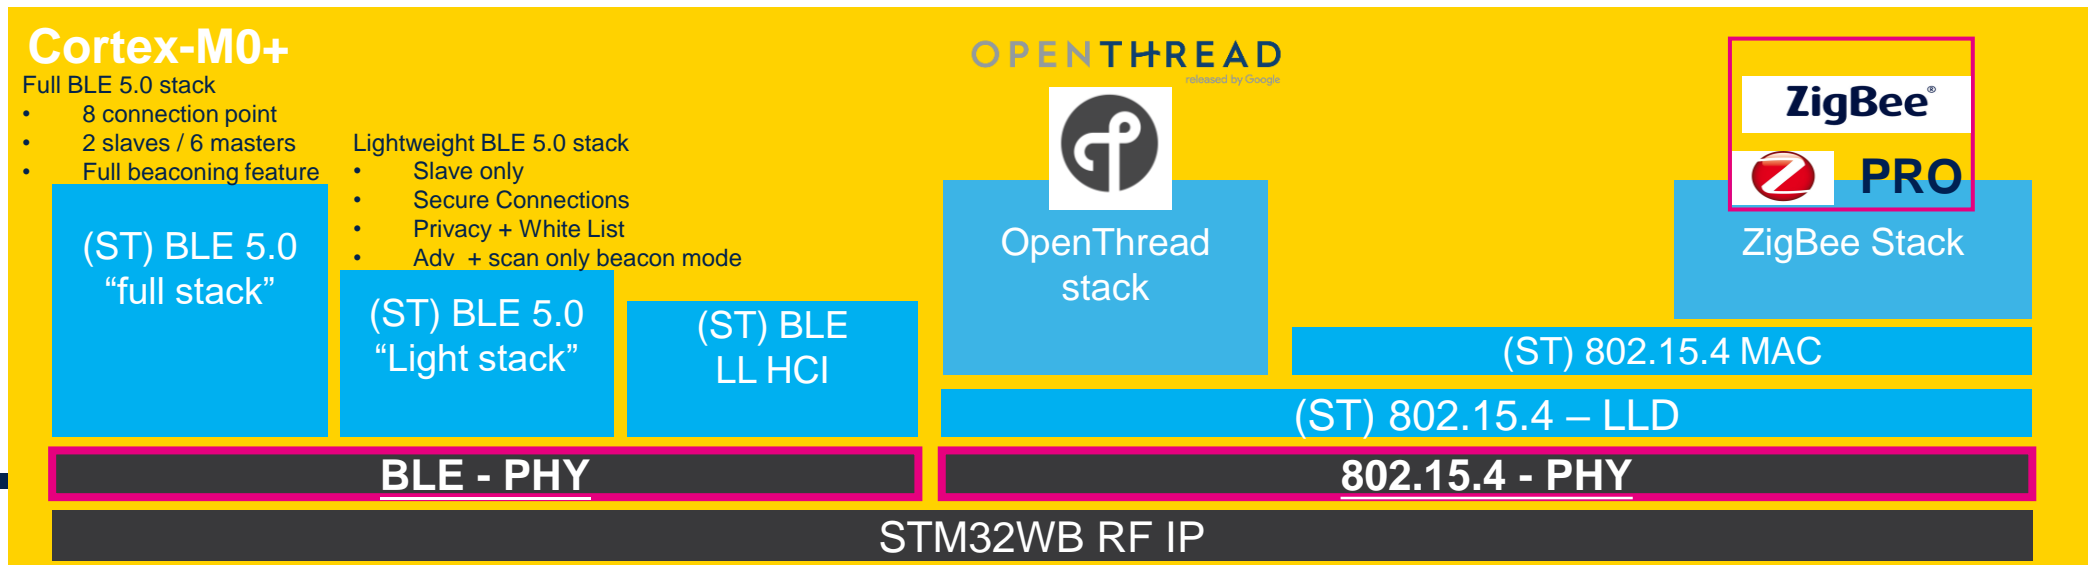 Cortex-M0+
Full BLE 5.0 stack
• 8 connection point
• 2 slaves / 6 masters
• Full beaconing feature
Lightweight BLE 5.0 stack
• Slave only
• Secure Connections
• Privacy + White List
• Adv + scan only beacon mode
OPENTHREAD
released by Google
ZigBee®
PRO
(ST) BLE 5.0
“full stack”
(ST) BLE 5.0
“Light stack”
(ST) BLE
LL HCI
OpenThread
stack
ZigBee Stack
(ST) 802.15.4 MAC
(ST) 802.15.4 – LLD
BLE - PHY
802.15.4 - PHY
STM32WB RF IP